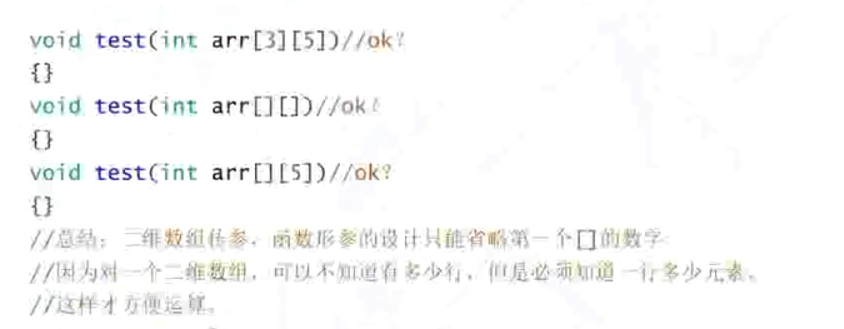 void test(int arr[3][5])//ok?
{}
void test(int arr[][])//ok?
{}
void test(int arr[][5])//ok?
{}
//总结：二维数组传参，函数形参的设计只能省略第一个[]的数字
//因为对一个二维数组，可以不知道有多少行，但是必须知道一行多少元素。
//这样才方便运算。